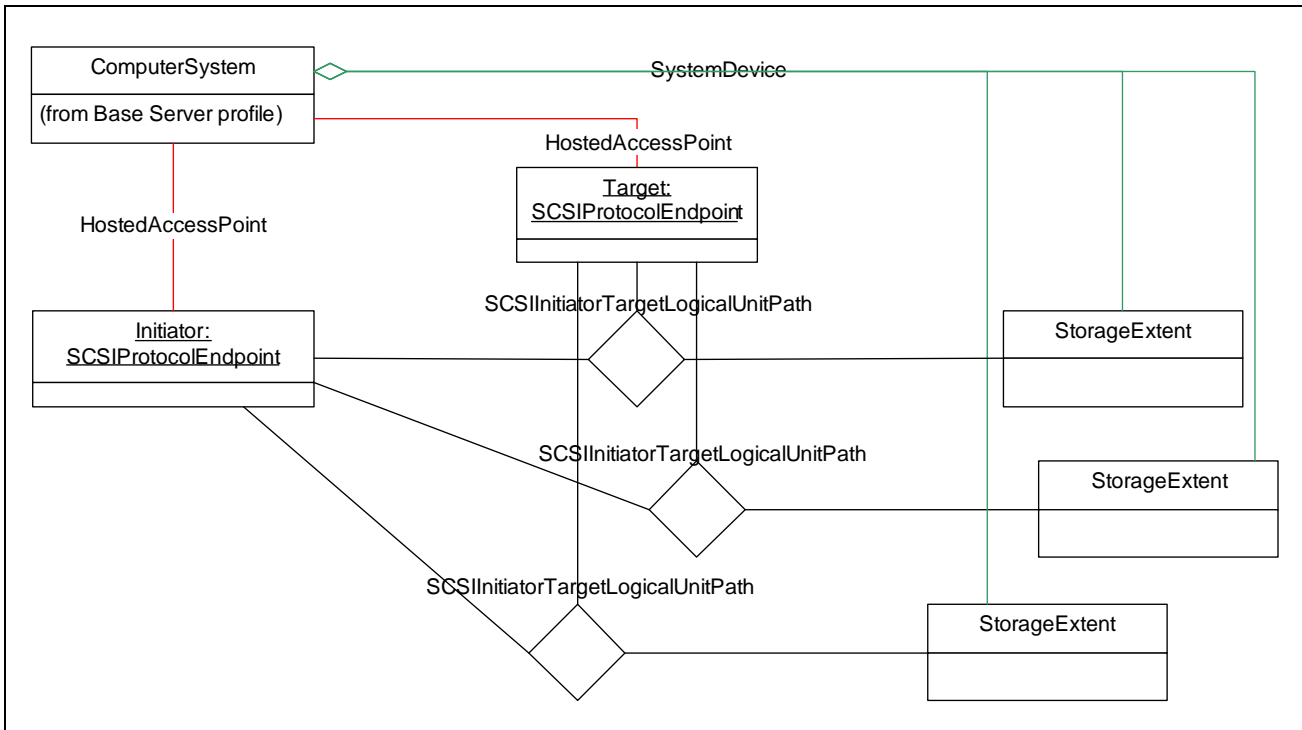 ComputerSystem
(from Base Server profile)
SystemDevice
HostedAccessPoint
Target:
SCSIProtocolEndpoint
HostedAccessPoint
SCSIInitiatorTargetLogicalUnitPath
Initiator:
SCSIProtocolEndpoint
StorageExtent
SCSIInitiatorTargetLogicalUnitPath
StorageExtent
SCSIInitiatorTargetLogicalUnitPath
StorageExtent